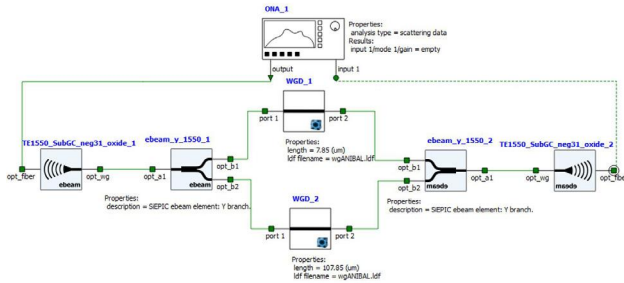 ONA_1
Properties:
analysis type = scattering data
Results:
input 1/mode 1/gain = empty
output
input 1
WGD_1
port 1
port 2
Properties:
length = 7.85 (um)
ldf filename = wgANIBAL.ldf
TE1550_SubGC_neg31_oxide_1
opt_fiber
opt_wg
ebeam
ebeam_y_1550_1
opt_a1
opt_b1
opt_b2
ebeam
Properties:
description = SiEPIC ebeam element: Y branch.
ebeam_y_1550_2
opt_b1
opt_b2
opt_a1
ebeam
Properties:
description = SiEPIC ebeam element: Y branch.
TE1550_SubGC_neg31_oxide_2
opt_wg
opt_fibe
ebeam
WGD_2
port 1
port 2
Properties:
length = 107.85 (um)
ldf filename = wgANIBAL.ldf